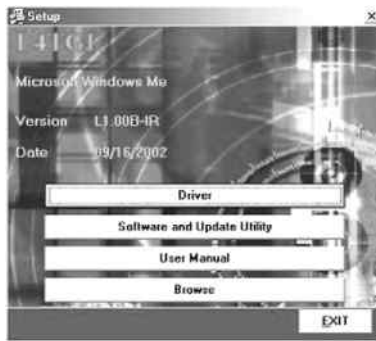 Setup
Microsoft Windows Me
Version L1.00B-IR
Date 09/16/2002
Driver
Software and Update Utility
User Manual
Browse
EXIT